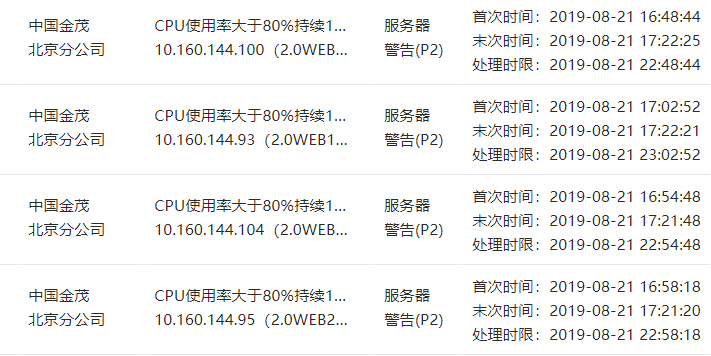 中国金茂
北京分公司
CPU使用率大于80%持续1...
10.160.144.100（2.0WEB...
服务器
警告(P2)
首次时间：2019-08-21 16:48:44
末次时间：2019-08-21 17:22:25
处理时限：2019-08-21 22:48:44
中国金茂
北京分公司
CPU使用率大于80%持续1...
10.160.144.93（2.0WEB1...
服务器
警告(P2)
首次时间：2019-08-21 17:02:52
末次时间：2019-08-21 17:22:21
处理时限：2019-08-21 23:02:52
中国金茂
北京分公司
CPU使用率大于80%持续1...
10.160.144.104（2.0WEB...
服务器
警告(P2)
首次时间：2019-08-21 16:54:48
末次时间：2019-08-21 17:21:48
处理时限：2019-08-21 22:54:48
中国金茂
北京分公司
CPU使用率大于80%持续1...
10.160.144.95（2.0WEB2...
服务器
警告(P2)
首次时间：2019-08-21 16:58:18
末次时间：2019-08-21 17:21:20
处理时限：2019-08-21 22:58:18